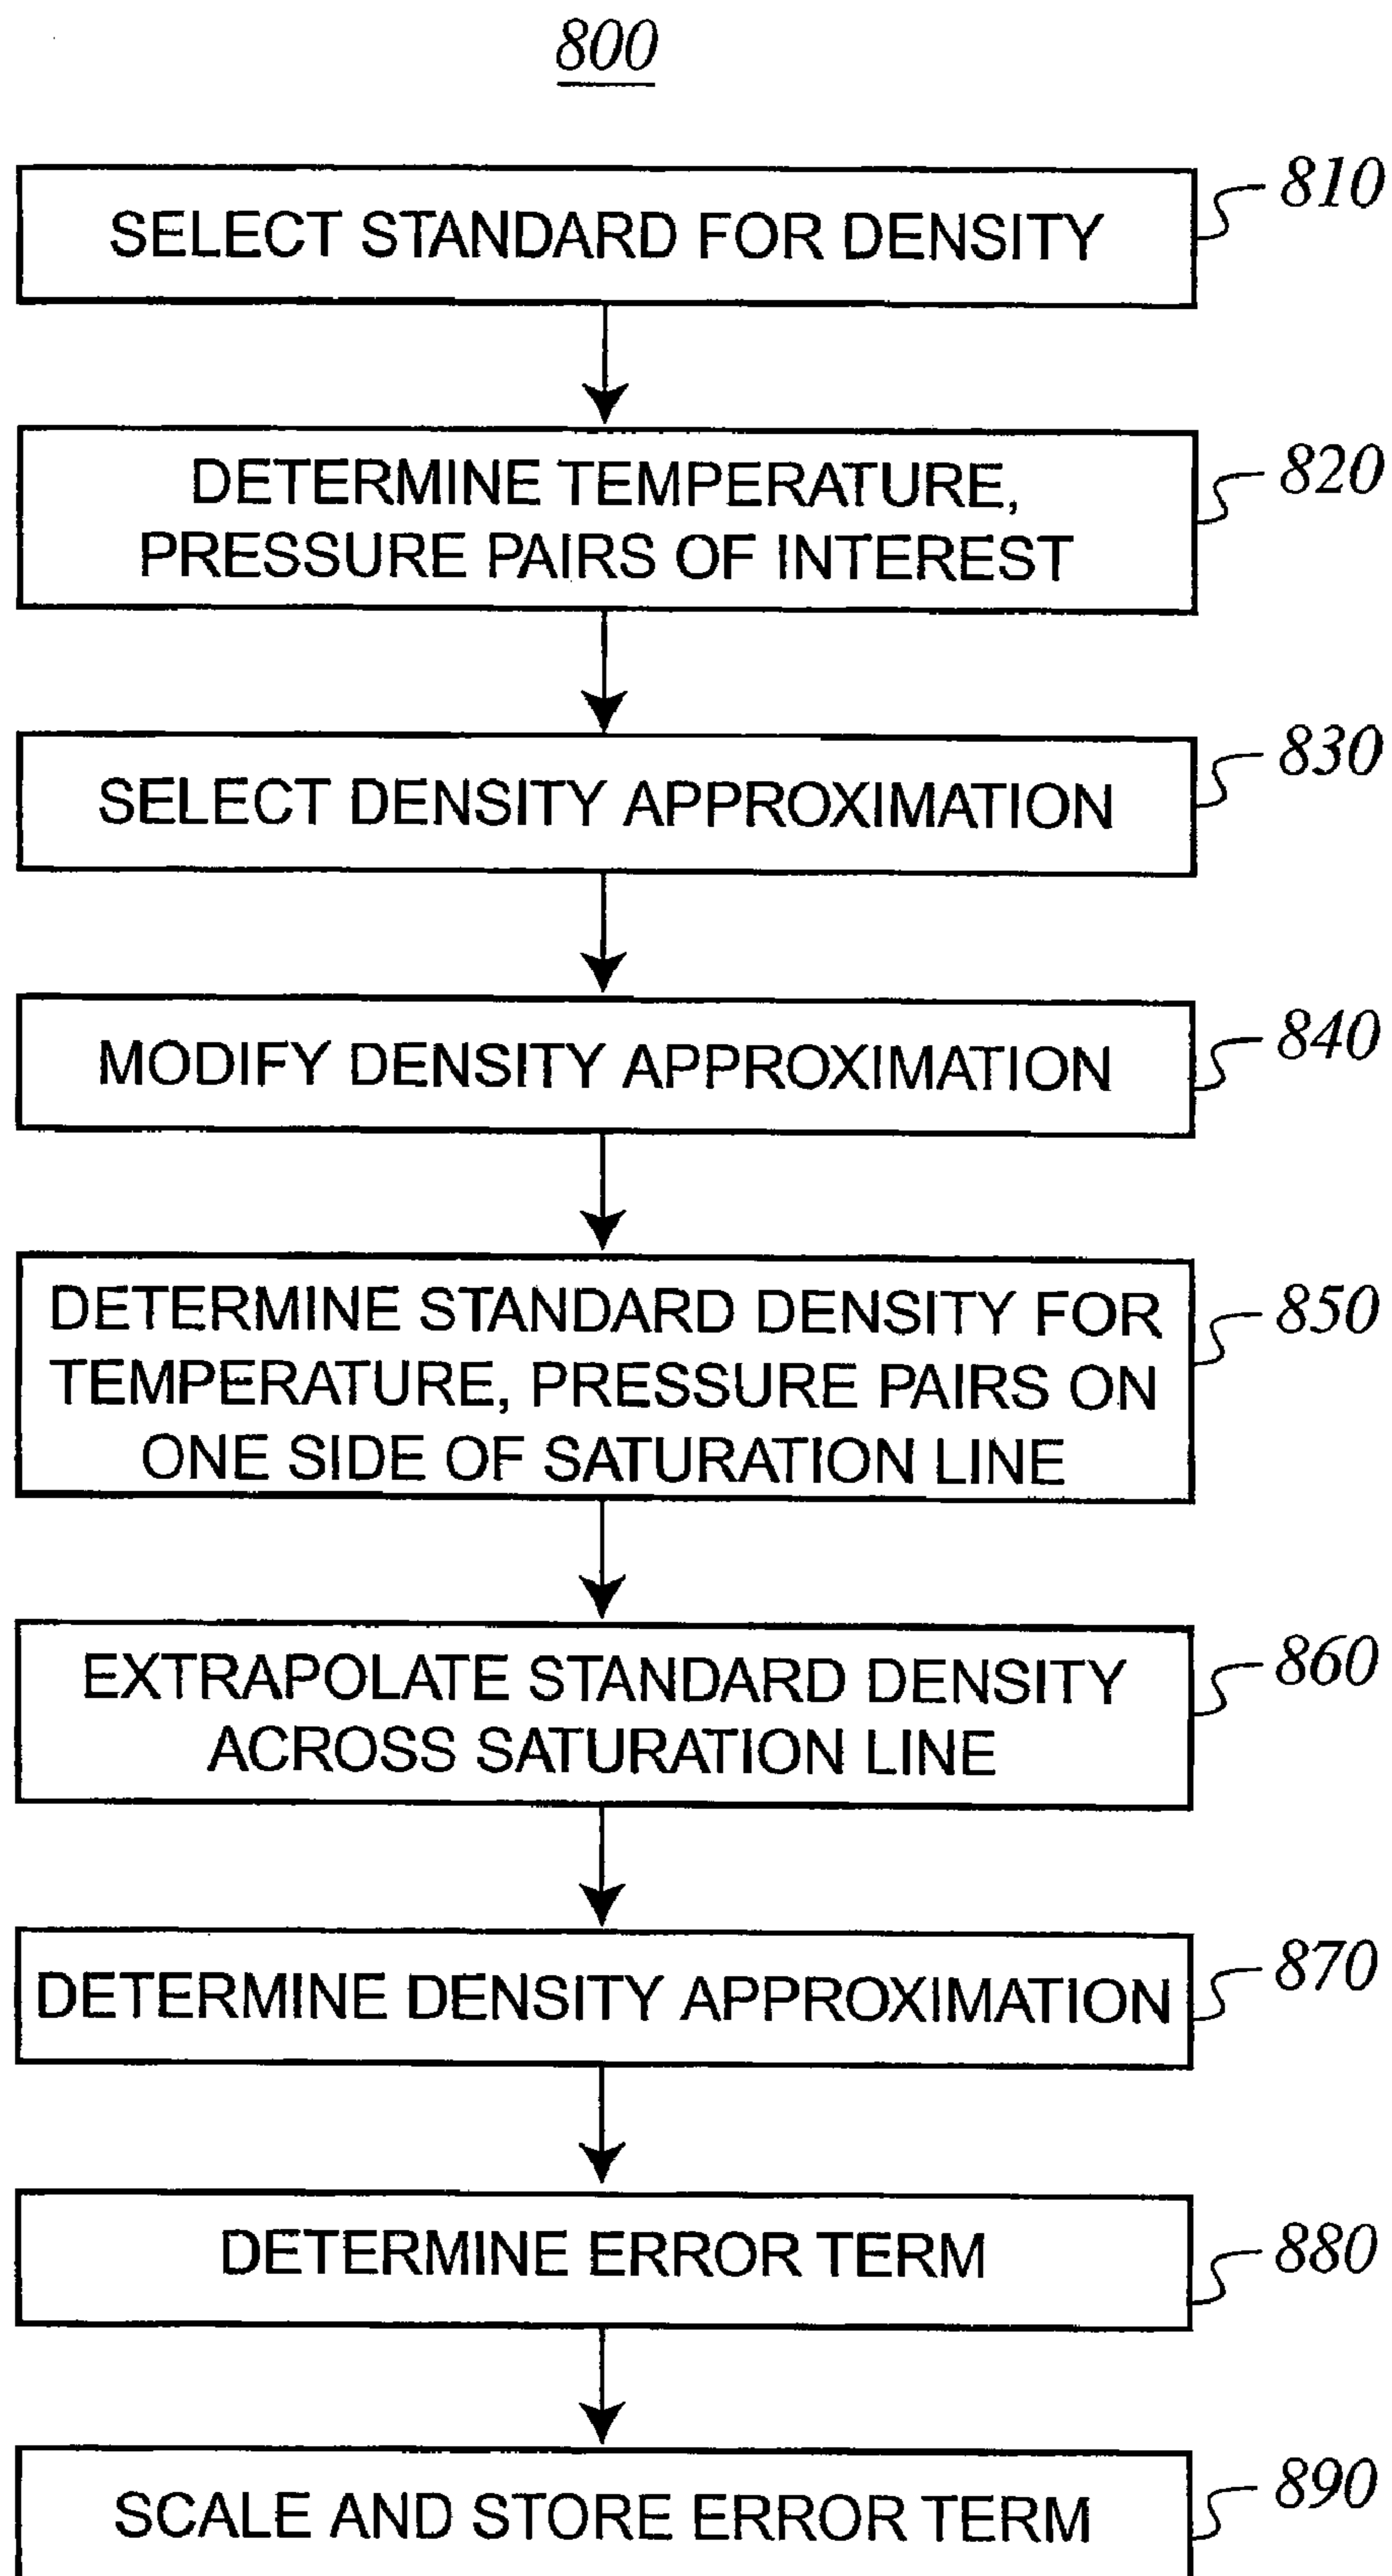 800
SELECT STANDARD FOR DENSITY
810
DETERMINE TEMPERATURE,
PRESSURE PAIRS OF INTEREST
820
SELECT DENSITY APPROXIMATION
830
MODIFY DENSITY APPROXIMATION
840
DETERMINE STANDARD DENSITY FOR
TEMPERATURE, PRESSURE PAIRS ON
ONE SIDE OF SATURATION LINE
850
EXTRAPOLATE STANDARD DENSITY
ACROSS SATURATION LINE
860
DETERMINE DENSITY APPROXIMATION
870
DETERMINE ERROR TERM
880
SCALE AND STORE ERROR TERM
890